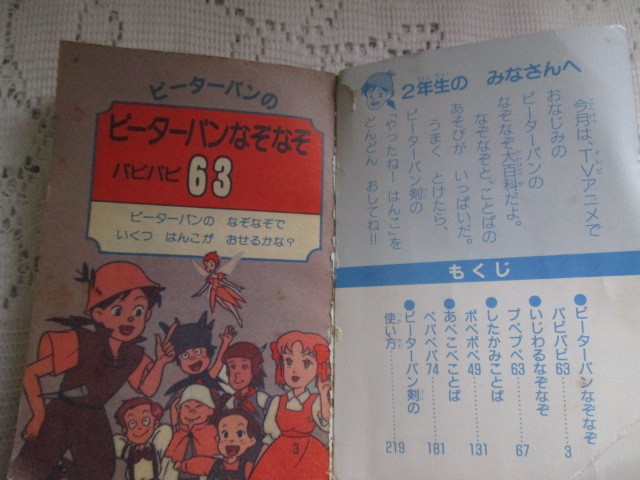 ピーターパンの
ピーターパンなぞなぞ
パピパピ63
ピーターパンの なぞなぞで
いくつ はんこが おせるかな?
3
2年生の みなさんへ
今月は、TVアニメで
おなじみの
ピーターパンの
なぞなぞ大百科だよ。
なぞなぞと、ことばの
あそびが いっぱいだ。
うまく とけたら、
ピーターパン剣の
「やったねー はんこ」を
どんどん おしてね!!
もくじ
●ピーターパンなぞなぞ
パピパピ63 3
●いじわるなぞなぞ
プペプペ63 67
●したかみことば
ポペポペ49 131
●あべこべことば
ペパペパ74 181
●ピーターパン剣の
使い方 219